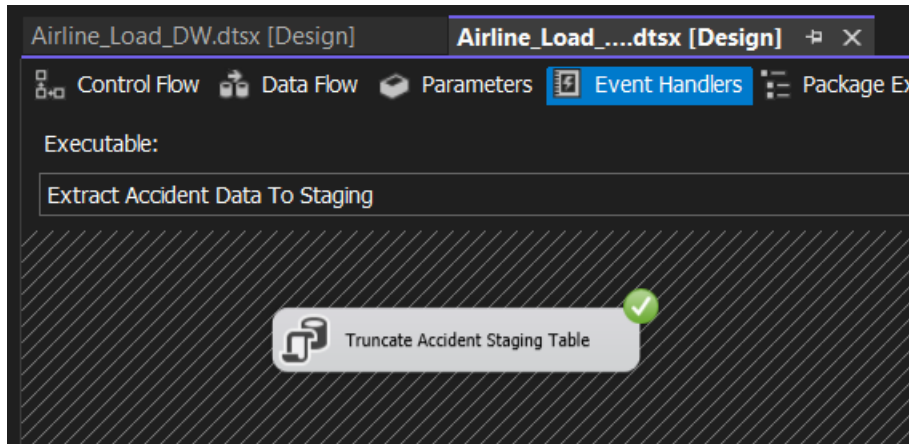 Airline_Load_DW.dtsx [Design]
Airline_Load_....dtsx [Design]
Control Flow
Data Flow
Parameters
Event Handlers
Package Ex
Executable:
Extract Accident Data To Staging
Truncate Accident Staging Table